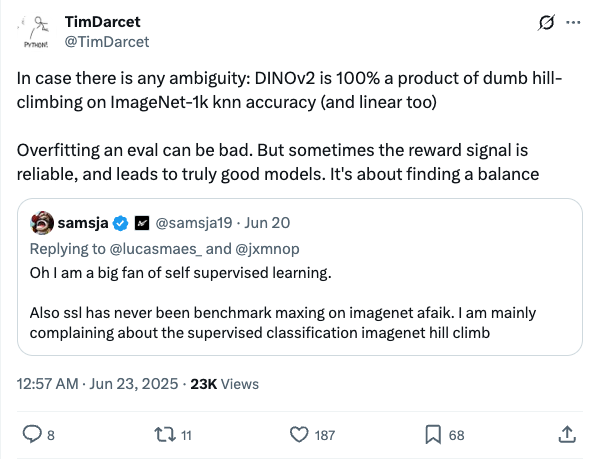 TimDarcet
@TimDarcet
PYTHON!
In case there is any ambiguity: DINOv2 is 100% a product of dumb hill-
climbing on ImageNet-1k knn accuracy (and linear too)
Overfitting an eval can be bad. But sometimes the reward signal is
reliable, and leads to truly good models. It's about finding a balance
samsja @samsja19 · Jun 20
Replying to @lucasmaes_ and @jxmnop
Oh I am a big fan of self supervised learning.
Also ssl has never been benchmark maxing on imagenet afaik. I am mainly
complaining about the supervised classification imagenet hill climb
12:57 AM · Jun 23, 2025 · 23K Views
8 11 187 68